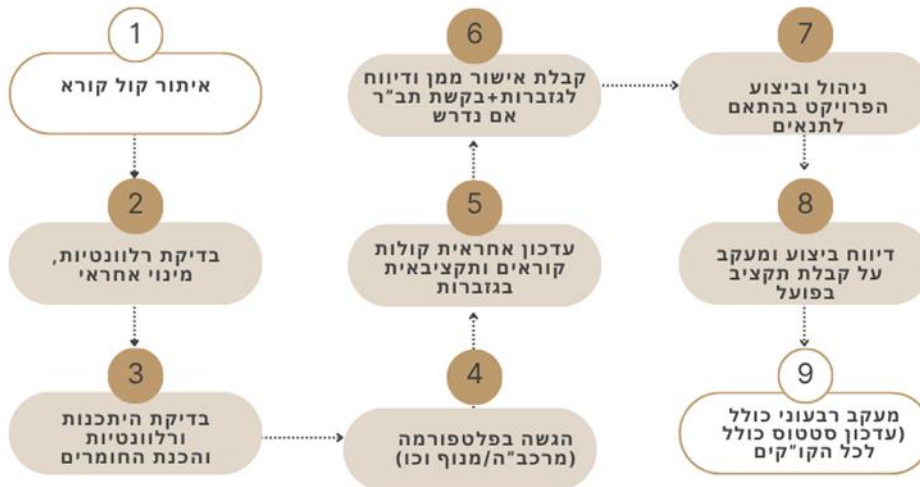 1
איתור קול קורא
2
בדיקת רלוונטיות,
מינוי אחראי
3
בדיקת היתכנות
ורלוונטיות
והכנת החומרים
4
הגשה בפלטפורמה
(מרכב"ה/מנוף וכו)
5
עדכון אחראית קולות
קוראים ותקציבאית
בגזברות
6
קבלת אישור ממן ודיווח
לגזברות+בקשת תב"ר
אם נדרש
7
ניהול וביצוע
הפרויקט בהתאם
לתנאים
8
דיווח ביצוע ומעקב
על קבלת תקציב
בפועל
9
מעקב רבעוני כולל
(עדכון סטטוס כולל
לכל הקו"קים